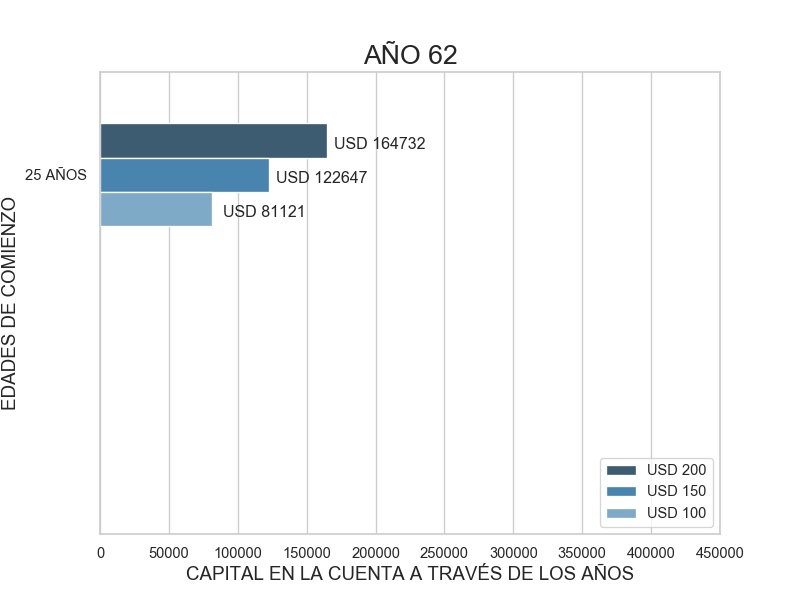 AÑO 62
EDADES DE COMIENZO
25 AÑOS
USD 164732
USD 122647
USD 81121
USD 200
USD 150
USD 100
0 50000 100000 150000 200000 250000 300000 350000 400000 450000
CAPITAL EN LA CUENTA A TRAVÉS DE LOS AÑOS